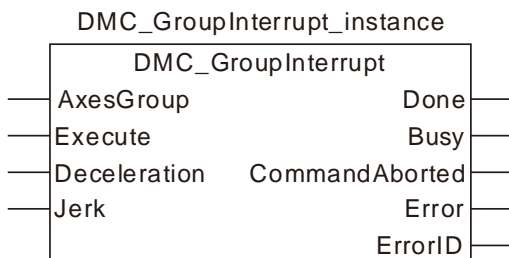 DMC_GroupInterrupt_instance
DMC_GroupInterrupt
AxesGroup Done
Execute Busy
Deceleration CommandAborted
Jerk Error
ErrorID